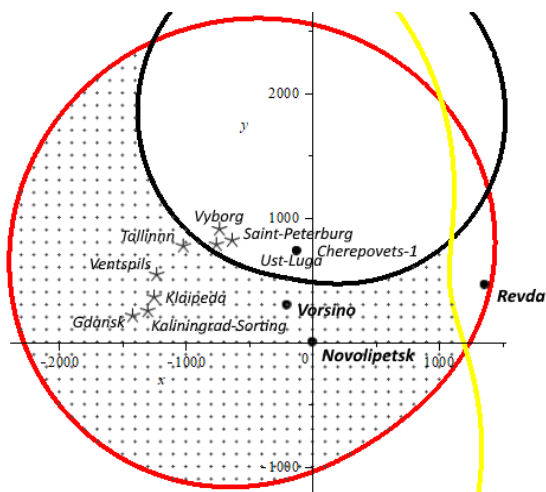 2000
y
1000
Vyborg
Saint-Peterburg
Tallinnn
Cherepovets-1
Ust-Luga
Ventspils
Klaipeda
Revda
Vorsino
Gdansk
Kaliningrad-Sorting
Novolipetsk
-2000
-1000
0
1000
x
-1000